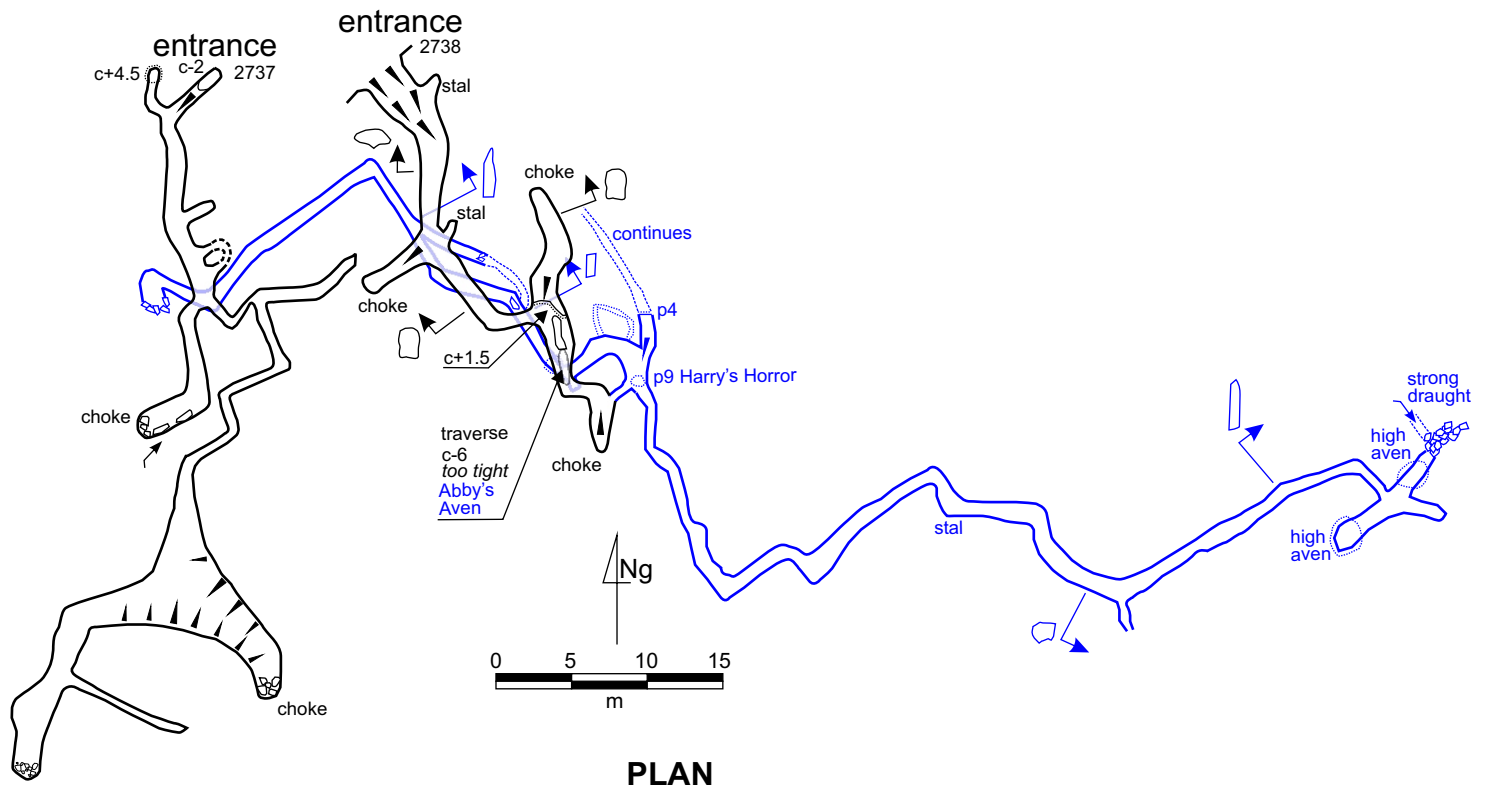 entrance
2738
entrance
c-2
c+4.5
2737
stal
choke
stal
continues
choke
p4
c+1.5
p9 Harry's Horror
strong
draught
choke
high
aven
traverse
c-6
too tight
Abby's
Aven
choke
stal
high
aven
Ng
0 5 10 15
m
choke
PLAN